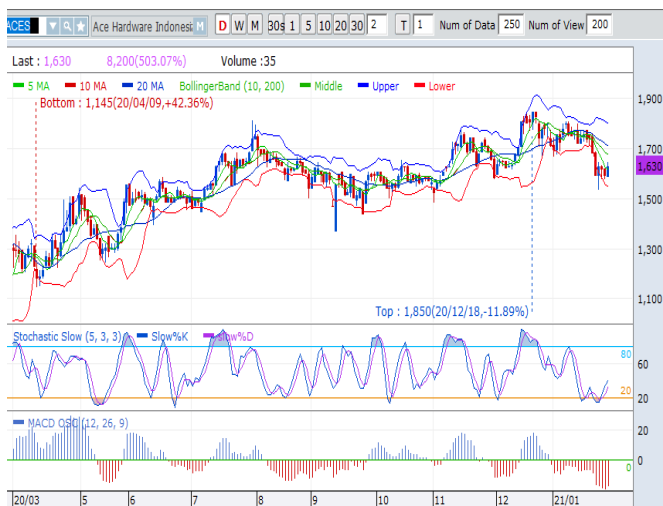 ACES Ace Hardware Indonesi M D W M 30s 1 5 10 20 30 2 T 1 Num of Data 250 Num of View 200
Last : 1,630 8,200(503.07%) Volume :35
5 MA 10 MA 20 MA BollingerBand (10, 200) Middle Upper Lower
Bottom : 1,145(20/04/09,+42.36%)
1,900
1,700
1,630
1,500
1,300
1,100
Top : 1,850(20/12/18,-11.89%)
Stochastic Slow (5, 3, 3) Slow%K Slow%D
80
60
20
20
MACD OSC (12, 26, 9)
20
0
0
20/03 5 6 7 8 9 10 11 12 21/01